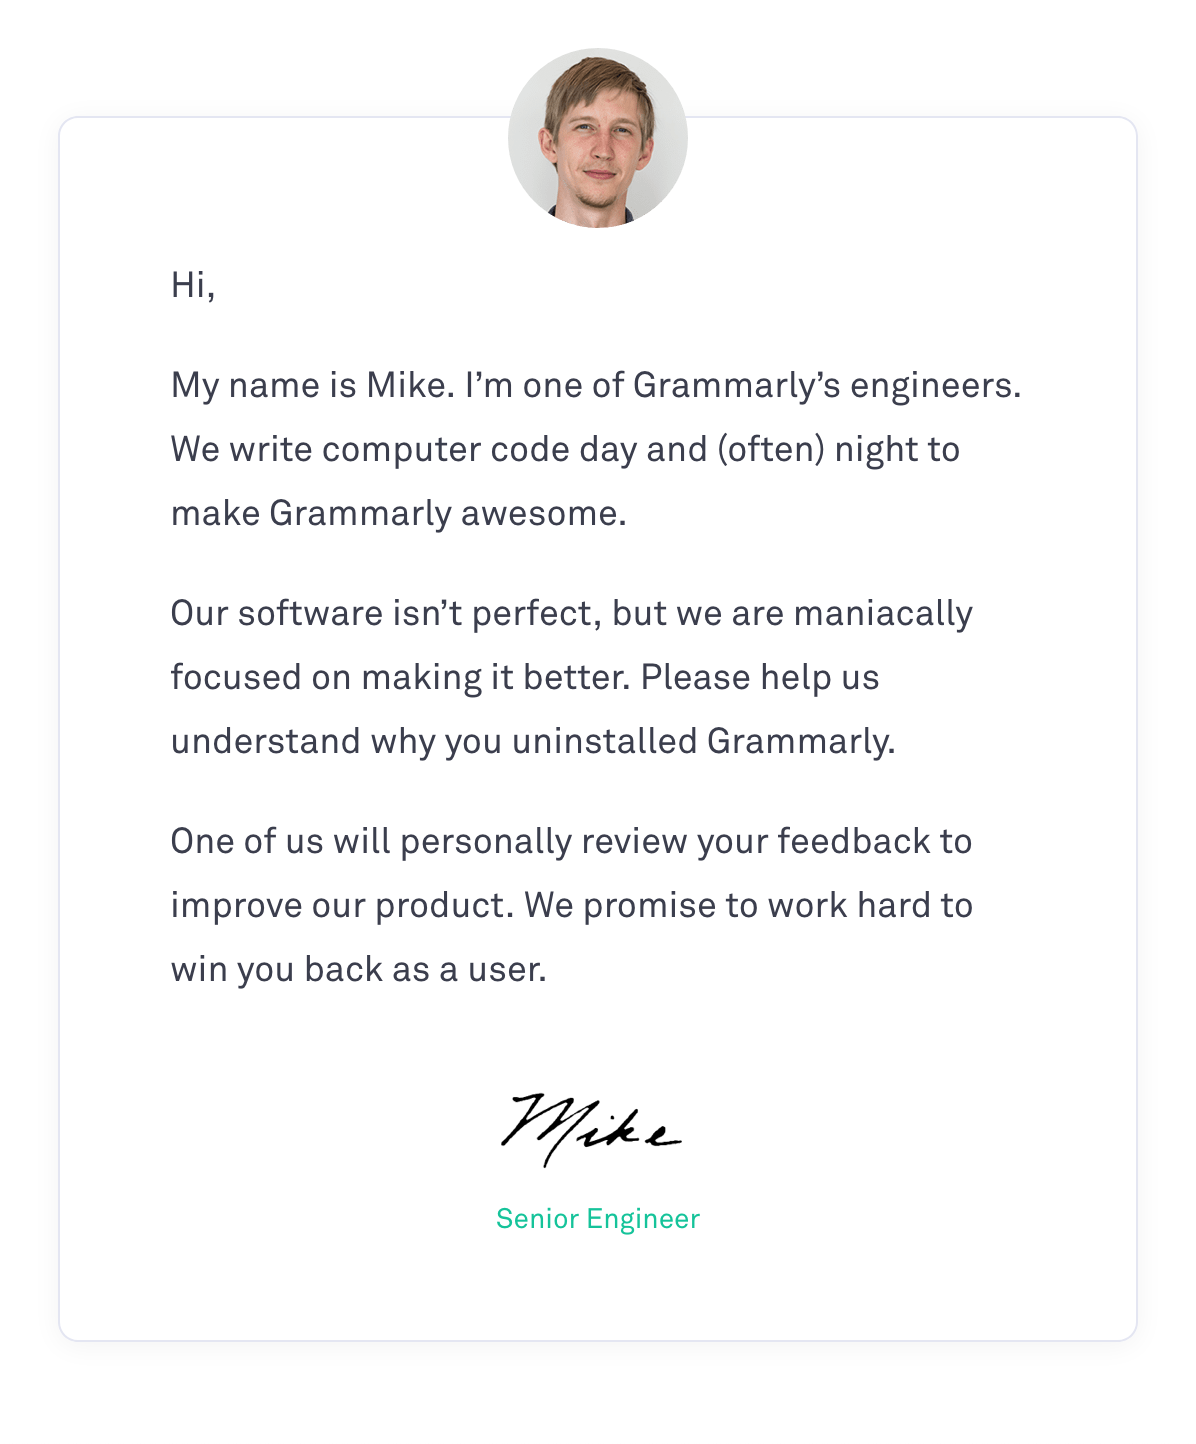 Hi,
My name is Mike. I’m one of Grammarly’s engineers.
We write computer code day and (often) night to
make Grammarly awesome.
Our software isn’t perfect, but we are maniacally
focused on making it better. Please help us
understand why you uninstalled Grammarly.
One of us will personally review your feedback to
improve our product. We promise to work hard to
win you back as a user.
Mike
Senior Engineer